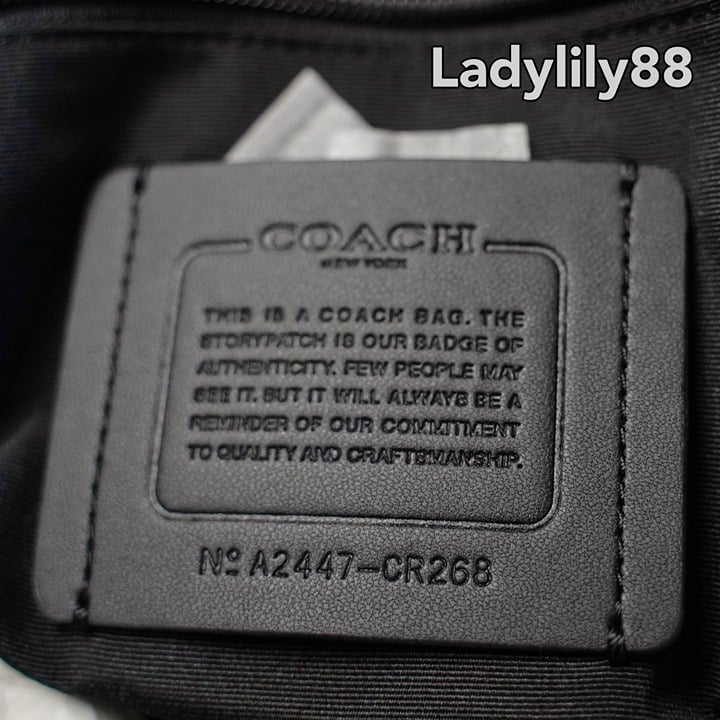 Ladylily88
COACH
NEW YORK
THIS IS A COACH BAG. THE
STORYPATCH IS OUR BADGE OF
AUTHENTICITY. FEW PEOPLE MAY
SEE IT. BUT IT WILL ALWAYS BE A
REMINDER OF OUR COMMITMENT
TO QUALITY AND CRAFTSMANSHIP.
Nº A2447-CR268